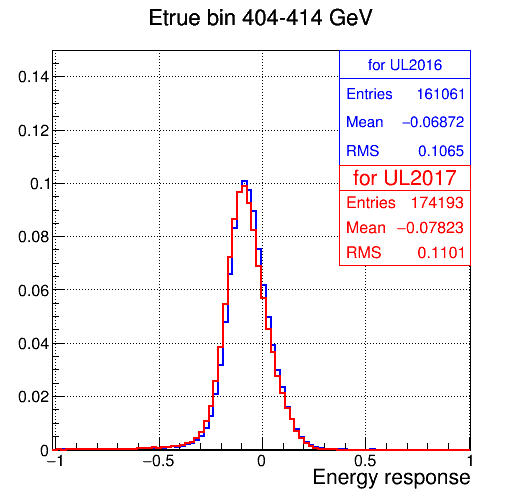 Etrue bin 404-414 GeV
for UL2016
Entries 161061
Mean −0.06872
RMS 0.1065
for UL2017
Entries 174193
Mean −0.07823
RMS 0.1101
0.14
0.12
0.1
0.08
0.06
0.04
0.02
0
−1 −0.5 0 0.5 1
Energy response